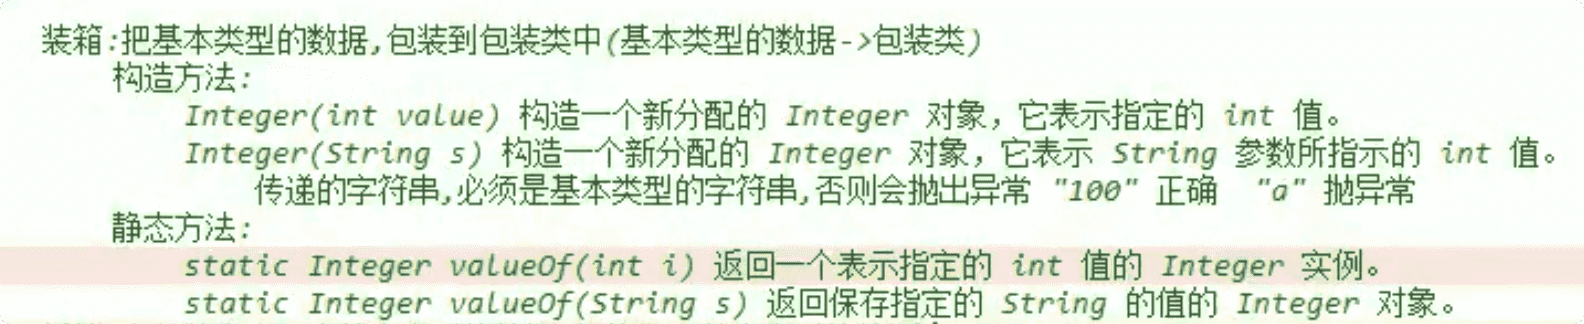 装箱:把基本类型的数据,包装到包装类中(基本类型的数据->包装类)
构造方法:
Integer(int value) 构造一个新分配的 Integer 对象，它表示指定的 int 值。
Integer(String s) 构造一个新分配的 Integer 对象，它表示 String 参数所指示的 int 值。
传递的字符串,必须是基本类型的字符串,否则会抛出异常 "100" 正确 "a" 抛异常
静态方法:
static Integer valueOf(int i) 返回一个表示指定的 int 值的 Integer 实例。
static Integer valueOf(String s) 返回保存指定的 String 的值的 Integer 对象。